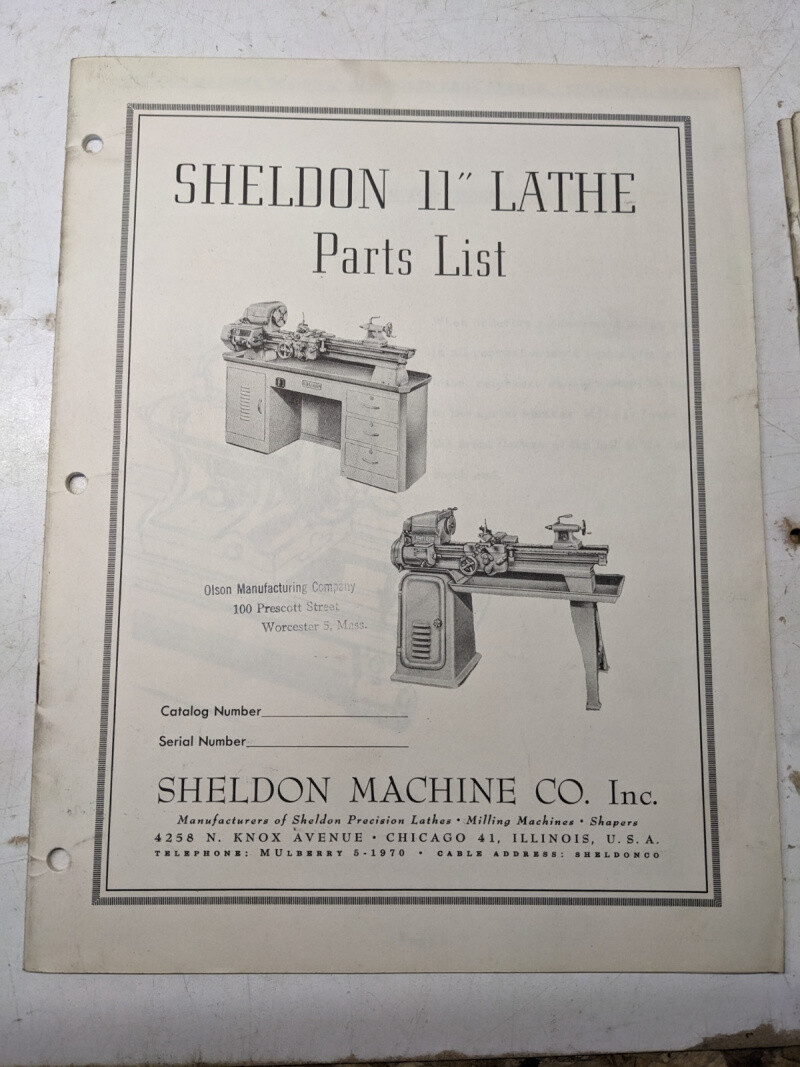 SHELDON 11" LATHE
Parts List
Olson Manufacturing Company
100 Prescott Street
Worcester 5, Mass.
Catalog Number
Serial Number
SHELDON MACHINE CO. Inc.
Manufacturers of Sheldon Precision Lathes • Milling Machines • Shapers
4258 N. KNOX AVENUE • CHICAGO 41, ILLINOIS, U. S. A.
TELEPHONE: MULBERRY 5-1970 • CABLE ADDRESS: SHELDONCO